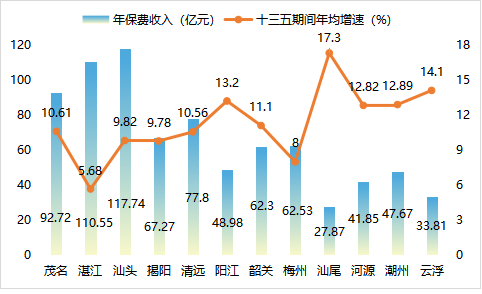 年保费收入（亿元） 十三五期间年均增速（%）
120 18
100 15
80 12
60 9
40 6
20 3
0 0
10.61 5.68 9.82 9.78 10.56 13.2 11.1 8 17.3 12.82 12.89 14.1
92.72 110.55 117.74 67.27 77.8 48.98 62.3 62.53 27.87 41.85 47.67 33.81
茂名 湛江 汕头 揭阳 清远 阳江 韶关 梅州 汕尾 河源 潮州 云浮